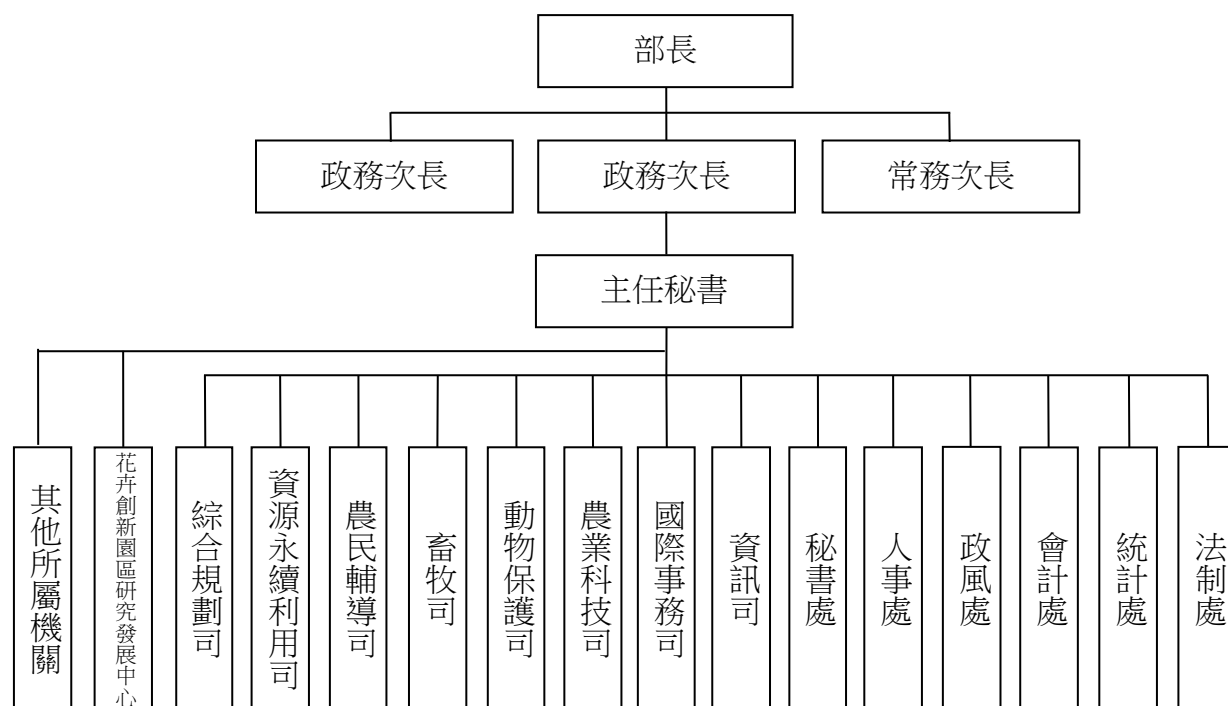 部長
政務次長
政務次長
常務次長
主任秘書
其他所屬機關
花卉創新園區研究發展中心
綜合規劃司
資源永續利用司
農民輔導司
畜牧司
動物保護司
農業科技司
國際事務司
資訊司
秘書處
人事處
政風處
會計處
統計處
法制處